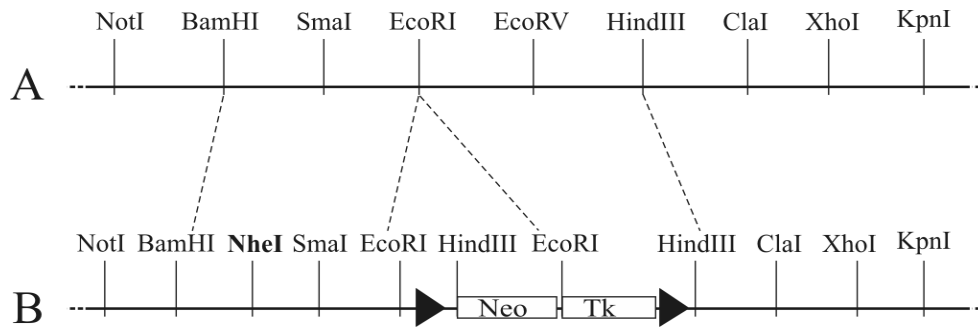 NotI BamHI SmaI EcoRI EcoRV HindIII ClaI XhoI KpnI
A
NotI BamHI NheI SmaI EcoRI HindIII EcoRI HindIII ClaI XhoI KpnI
B
Neo Tk